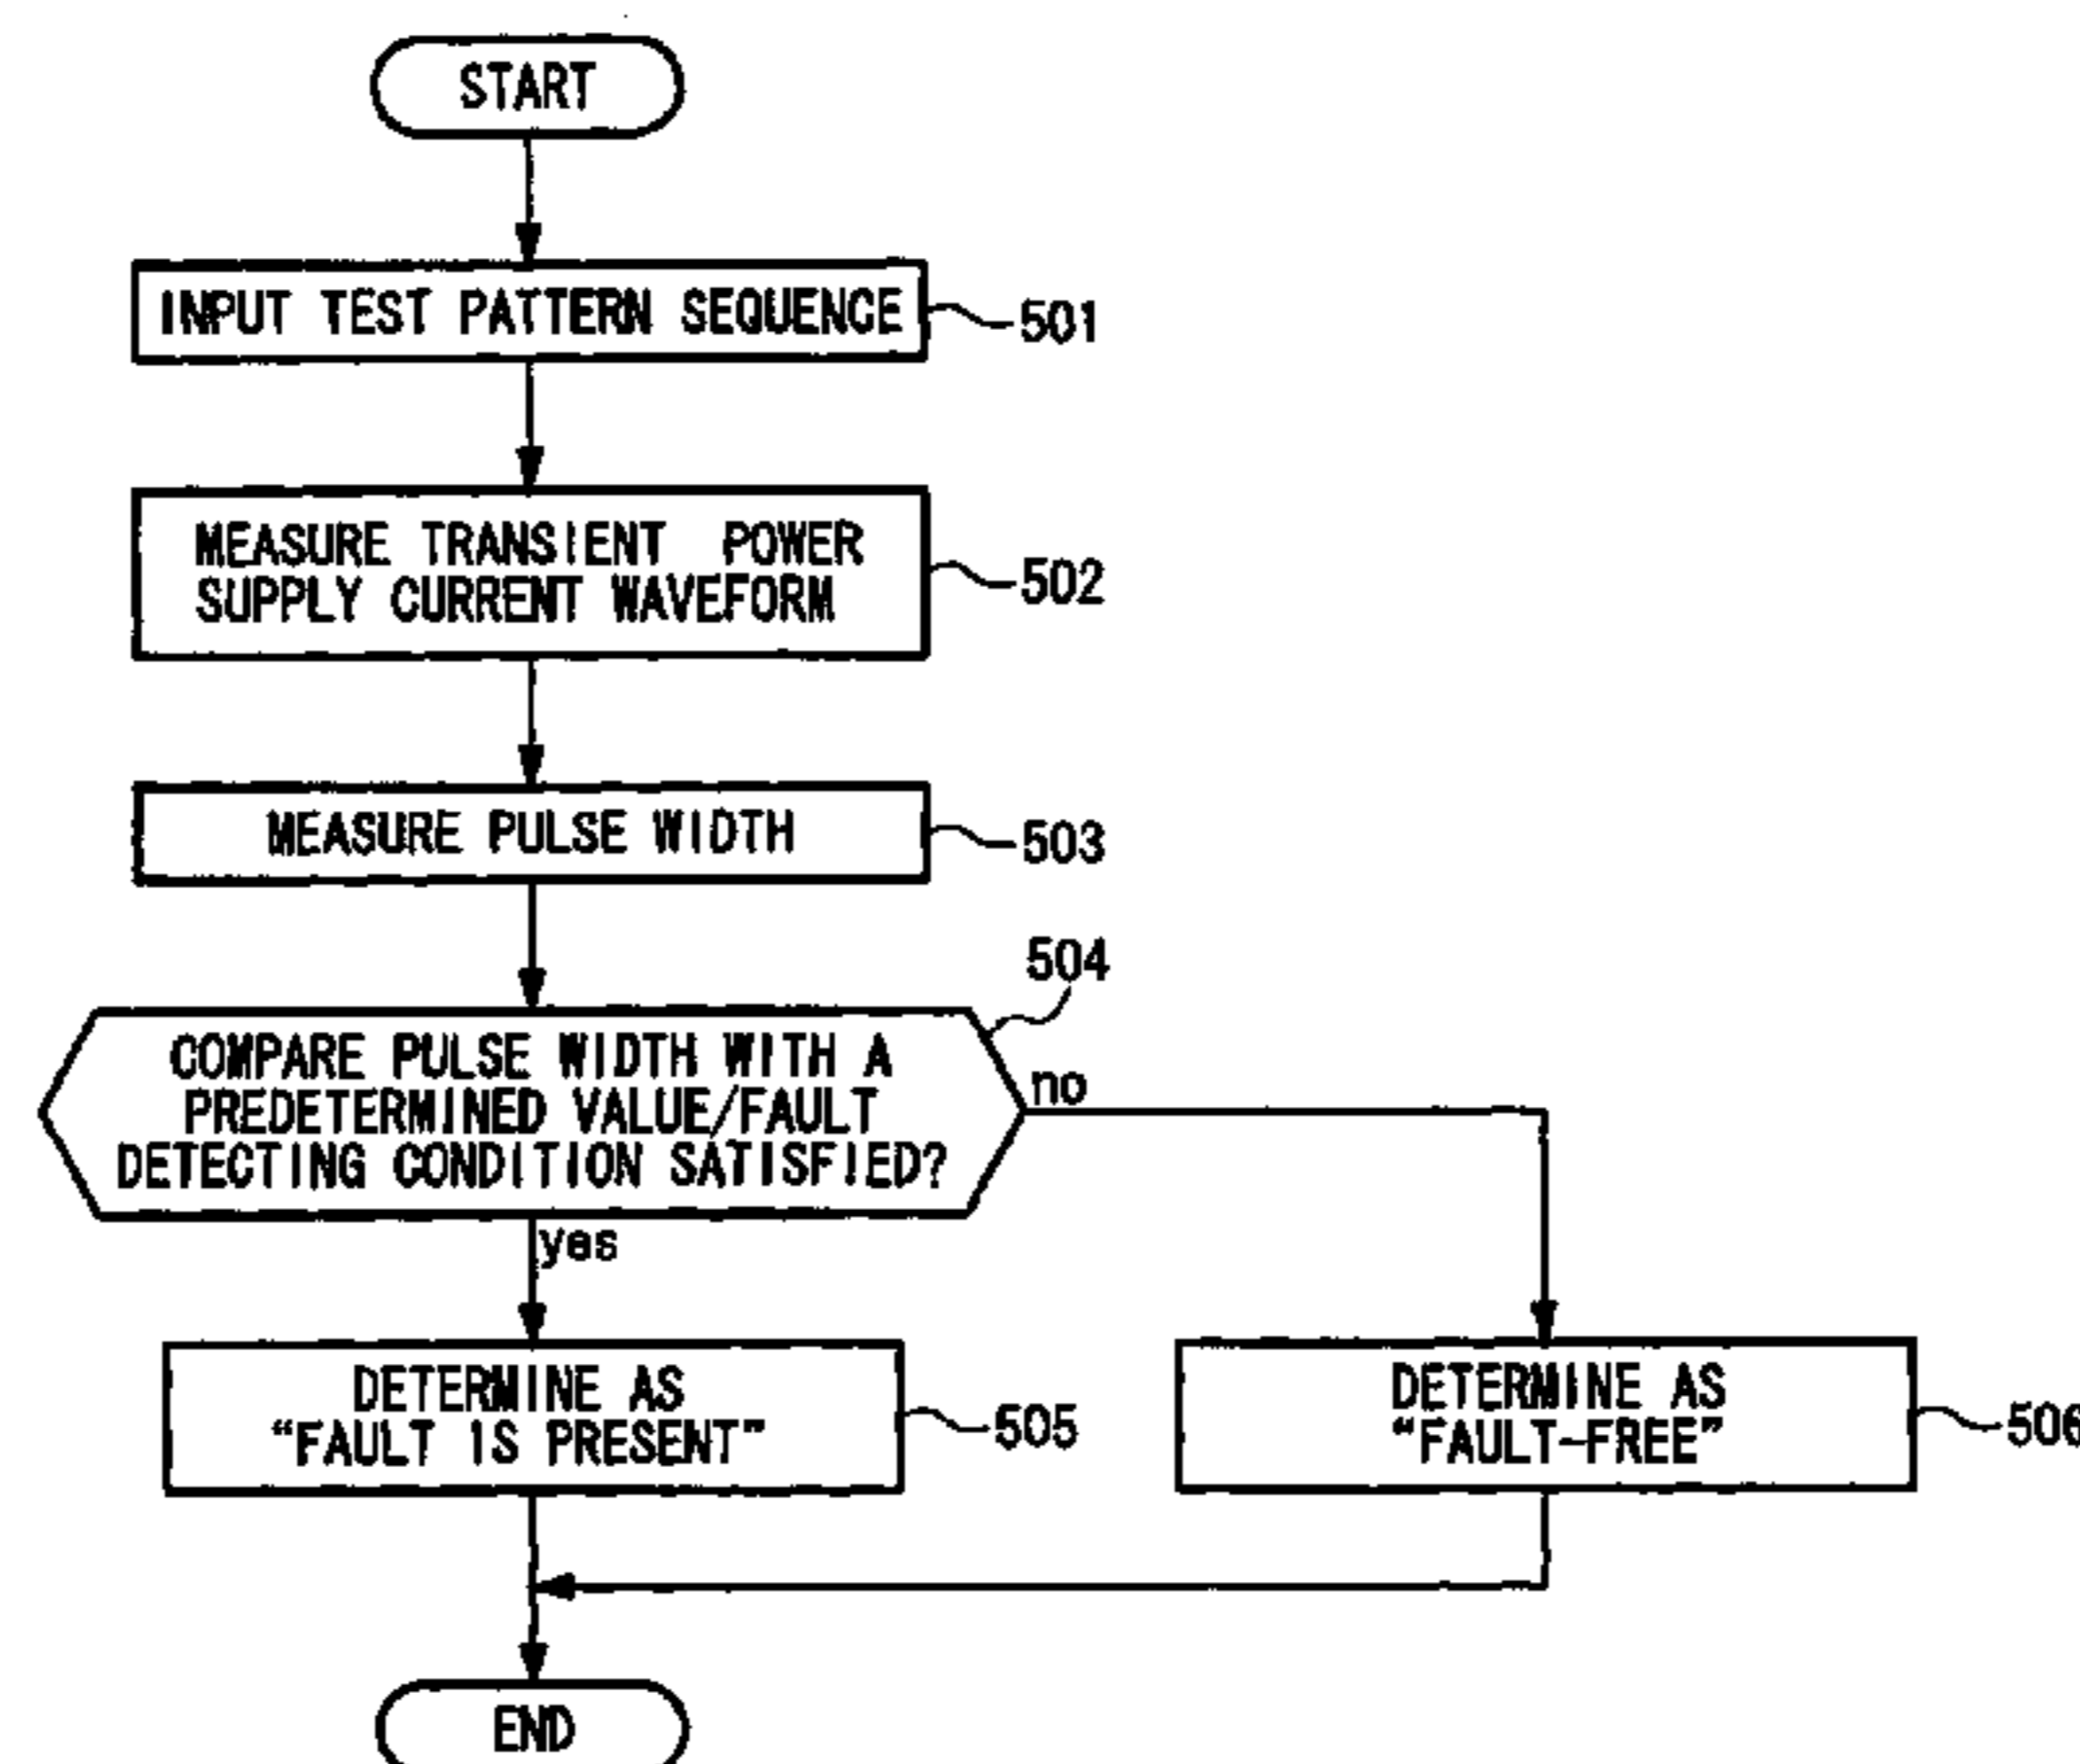 START
INPUT TEST PATTERN SEQUENCE
501
MEASURE TRANSIENT POWER
SUPPLY CURRENT WAVEFORM
502
MEASURE PULSE WIDTH
503
504
COMPARE PULSE WIDTH WITH A
PREDETERMINED VALUE/FAULT
DETECTING CONDITION SATISFIED?
no
yes
DETERMINE AS
“FAULT IS PRESENT”
505
DETERMINE AS
“FAULT-FREE”
506
END